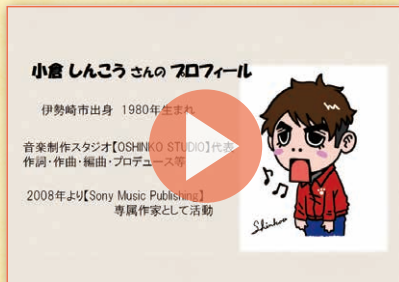 小倉 しんこう さんの プロフィール
伊勢崎市出身 1980年生まれ
音楽制作スタジオ【OSHINKO STUDIO】代表
作詞・作曲・編曲・プロデュース等
2008年より【Sony Music Publishing】
専属作家として活動
Shinkou